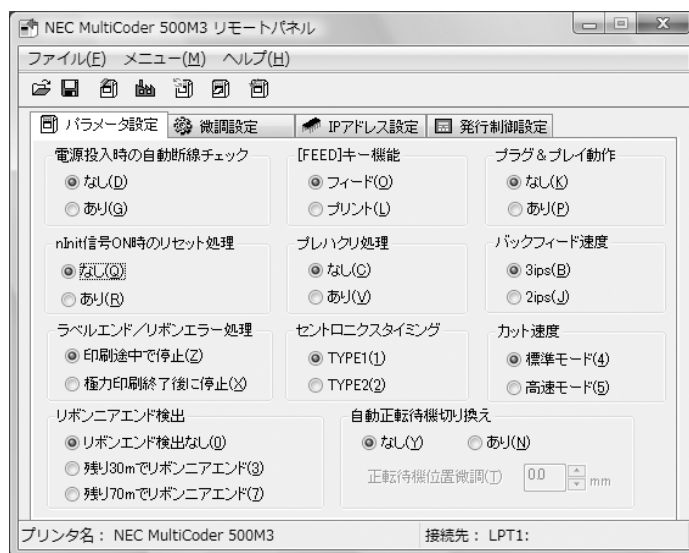 NEC MultiCoder 500M3 リモートパネル
ファイル(F) メニュー(M) ヘルプ(H)
パラメータ設定 微調設定 IPアドレス設定 発行制御設定
電源投入時の自動断線チェック [FEED]キー機能 プラグ&プレイ動作
なし(D) フィード(O) なし(K)
あり(G) プリント(L) あり(P)
nInit信号ON時のリセット処理 プレハクリ処理 バックフィード速度
なし(Q) なし(C) 3ips(B)
あり(R) あり(V) 2ips(J)
ラベルエンド/リボンエラー処理 セントロニクスタイミング カット速度
印刷途中で停止(Z) TYPE1(1) 標準モード(4)
極力印刷終了後に停止(X) TYPE2(2) 高速モード(5)
リボンニアエンド検出 自動正転待機切り換え
リボンエンド検出なし(0) なし(Y) あり(N)
残り30mでリボンニアエンド(3) 正転待機位置微調(T) 0.0 mm
残り70mでリボンニアエンド(7)
プリンタ名: NEC MultiCoder 500M3 接続先: LPT1: